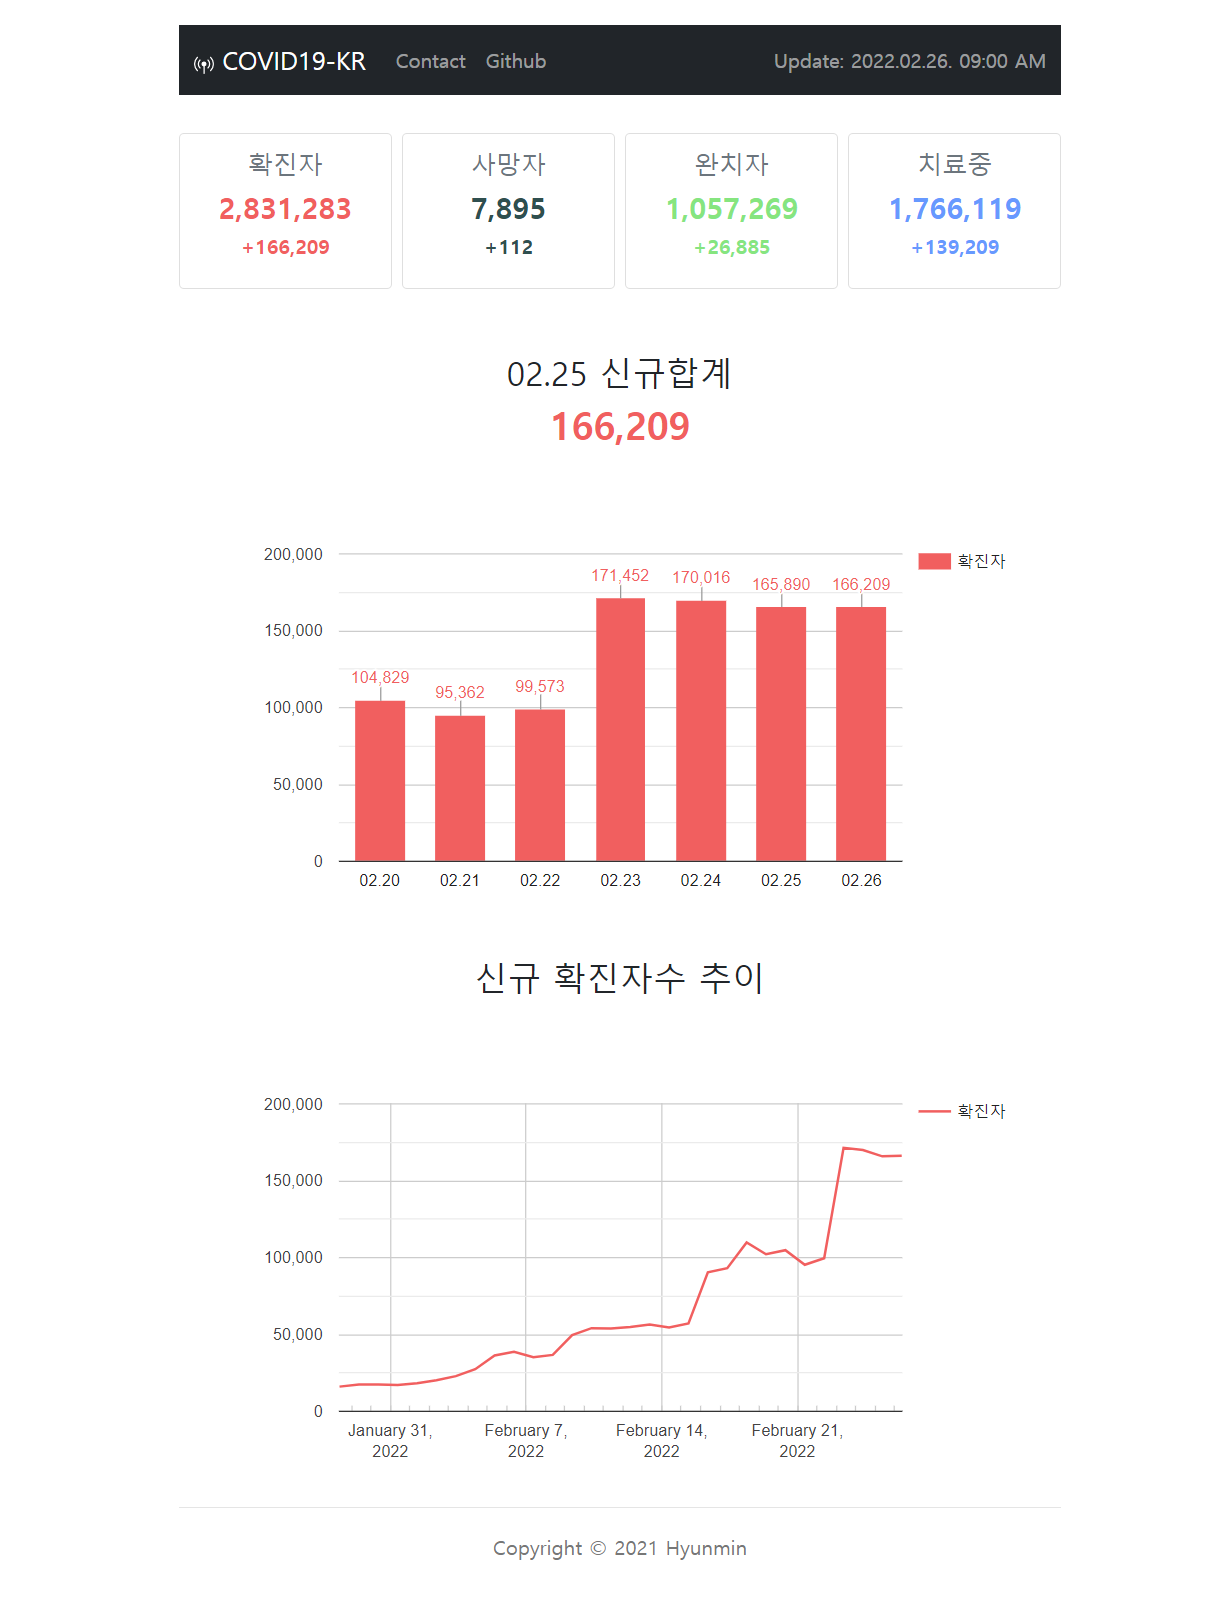 COVID19-KR Contact Github Update: 2022.02.26. 09:00 AM
확진자 사망자 완치자 치료중
2,831,283 7,895 1,057,269 1,766,119
+166,209 +112 +26,885 +139,209
02.25 신규합계
166,209
확진자
200,000
150,000
100,000
50,000
0
104,829 95,362 99,573 171,452 170,016 165,890 166,209
02.20 02.21 02.22 02.23 02.24 02.25 02.26
신규 확진자수 추이
확진자
200,000
150,000
100,000
50,000
0
January 31, 2022 February 7, 2022 February 14, 2022 February 21, 2022
Copyright © 2021 Hyunmin